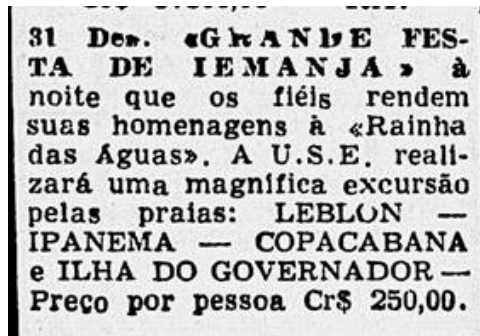 31 Dez. «GRANDE FES-
TA DE IEMANJA» à
noite que os fiéis rendem
suas homenagens à «Rainha
das Águas». A U.S.E. reali-
zará uma magnífica excursão
pelas praias: LEBLON —
IPANEMA — COPACABANA
e ILHA DO GOVERNADOR —
Preço por pessoa Cr$ 250,00.